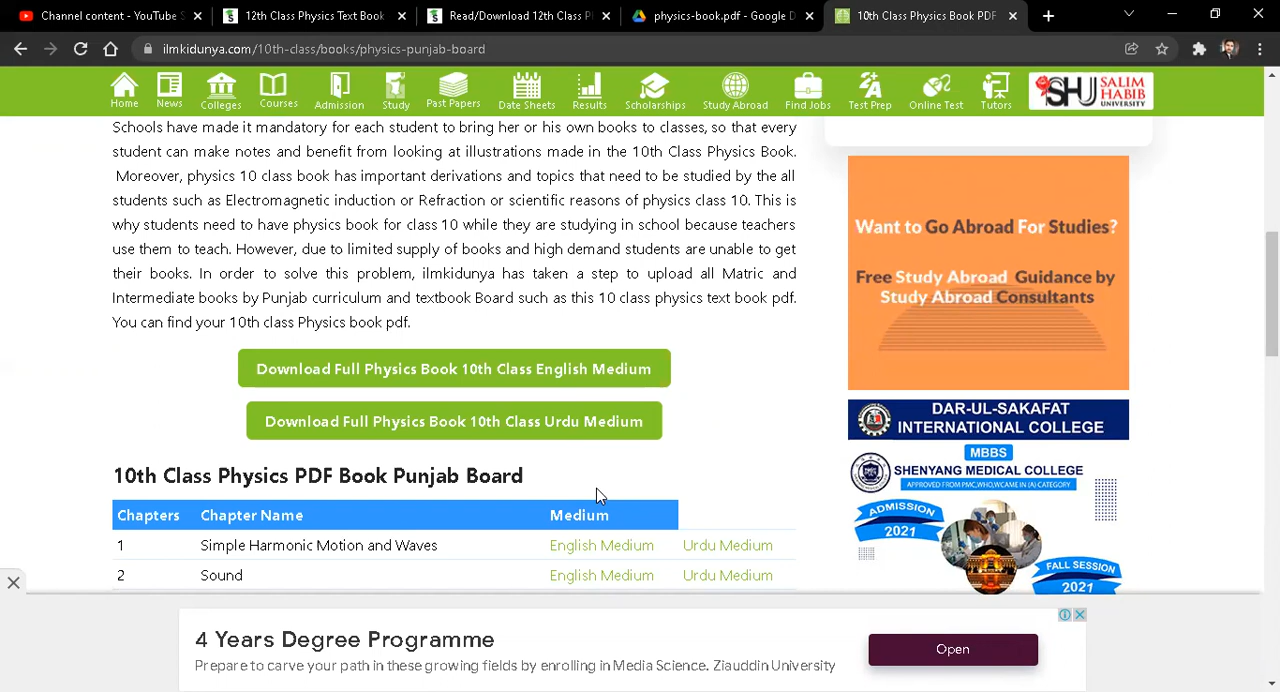 Channel content - YouTube S
12th Class Physics Text Book
Read/Download 12th Class P
physics-book.pdf - Google D
10th Class Physics Book PDF
ilmkidunya.com/10th-class/books/physics-punjab-board
Home
News
Colleges
Courses
Admission
Study
Past Papers
Date Sheets
Results
Scholarships
Study Abroad
Find Jobs
Test Prep
Online Test
Tutors
SHU SALIM HABIB UNIVERSITY
Schools have made it mandatory for each student to bring her or his own books to classes, so that every
student can make notes and benefit from looking at illustrations made in the 10th Class Physics Book.
Moreover, physics 10 class book has important derivations and topics that need to be studied by the all
students such as Electromagnetic induction or Refraction or scientific reasons of physics class 10. This is
why students need to have physics book for class 10 while they are studying in school because teachers
use them to teach. However, due to limited supply of books and high demand students are unable to get
their books. In order to solve this problem, ilmkidunya has taken a step to upload all Matric and
Intermediate books by Punjab curriculum and textbook Board such as this 10 class physics text book pdf.
You can find your 10th class Physics book pdf.
Download Full Physics Book 10th Class English Medium
Download Full Physics Book 10th Class Urdu Medium
10th Class Physics PDF Book Punjab Board
Chapters Chapter Name Medium
1 Simple Harmonic Motion and Waves English Medium Urdu Medium
2 Sound English Medium Urdu Medium
Want to Go Abroad For Studies?
Free Study Abroad Guidance by
Study Abroad Consultants
DAR-UL-SAKAFAT
INTERNATIONAL COLLEGE
MBBS
SHENYANG MEDICAL COLLEGE
APPROVED FROM PMC,WHO,WCAME IN (A) CATEGORY
ADMISSION
2021
FALL SESSION
2021
4 Years Degree Programme
Prepare to carve your path in these growing fields by enrolling in Media Science. Ziauddin University
Open